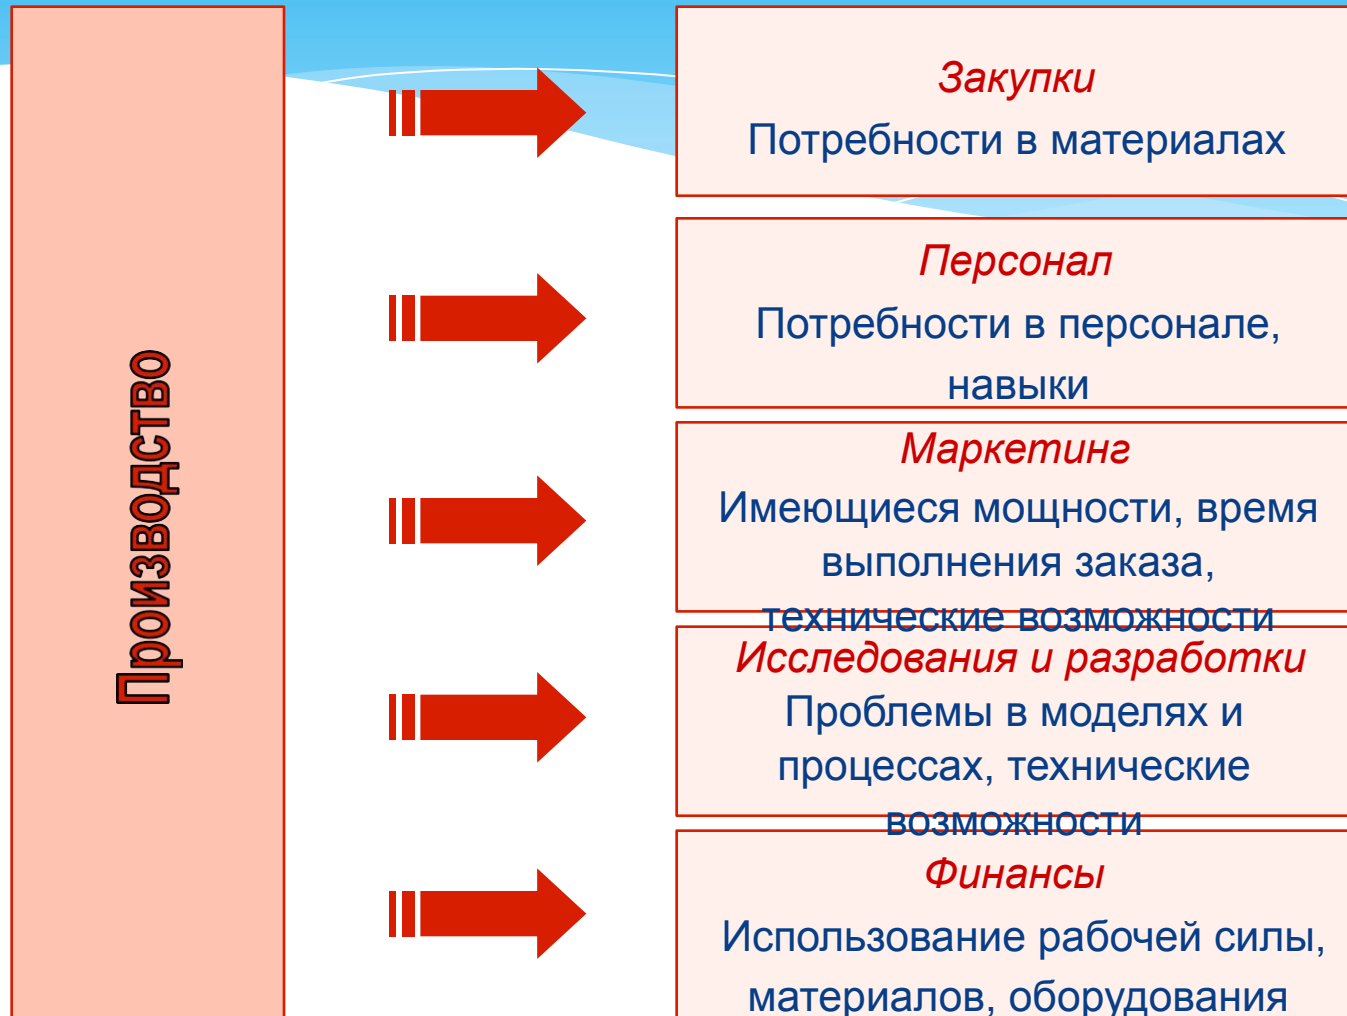 Производство
Закупки
Потребности в материалах
Персонал
Потребности в персонале,
навыки
Маркетинг
Имеющиеся мощности, время
выполнения заказа,
технические возможности
Исследования и разработки
Проблемы в моделях и
процессах, технические
возможности
Финансы
Использование рабочей силы,
материалов, оборудования